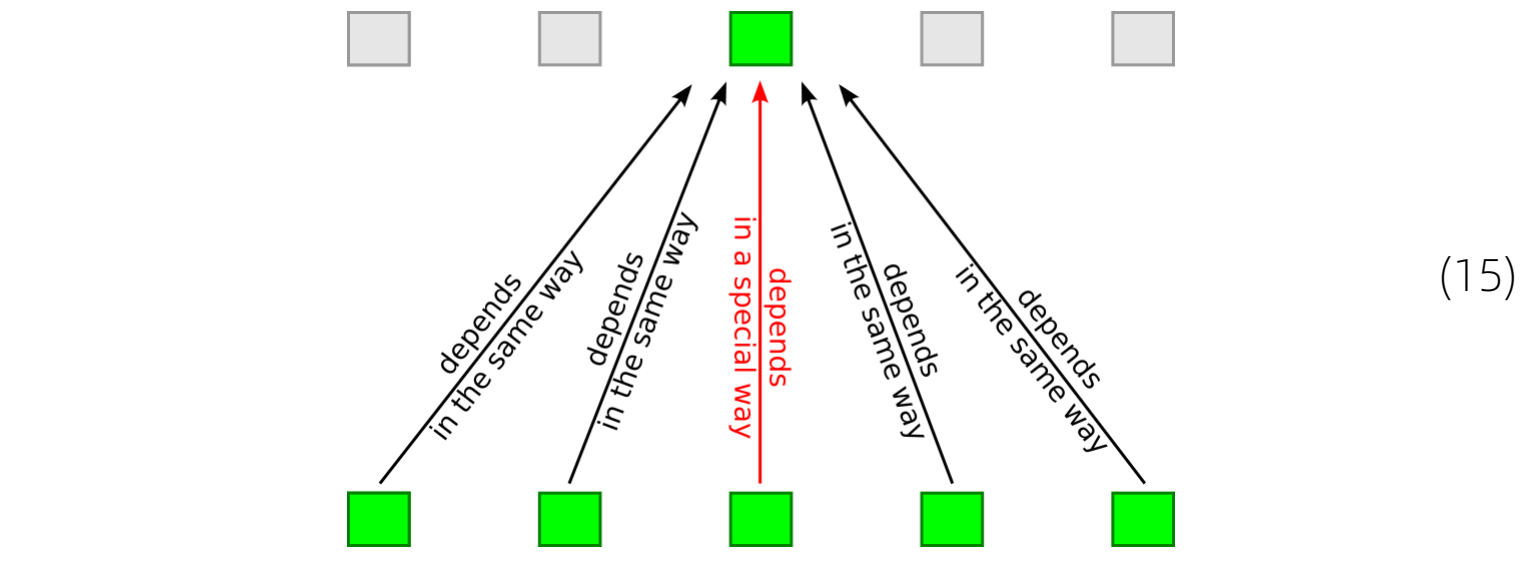 depends
in the same way
depends
in the same way
depends
in a special way
depends
in the same way
depends
in the same way
(15)